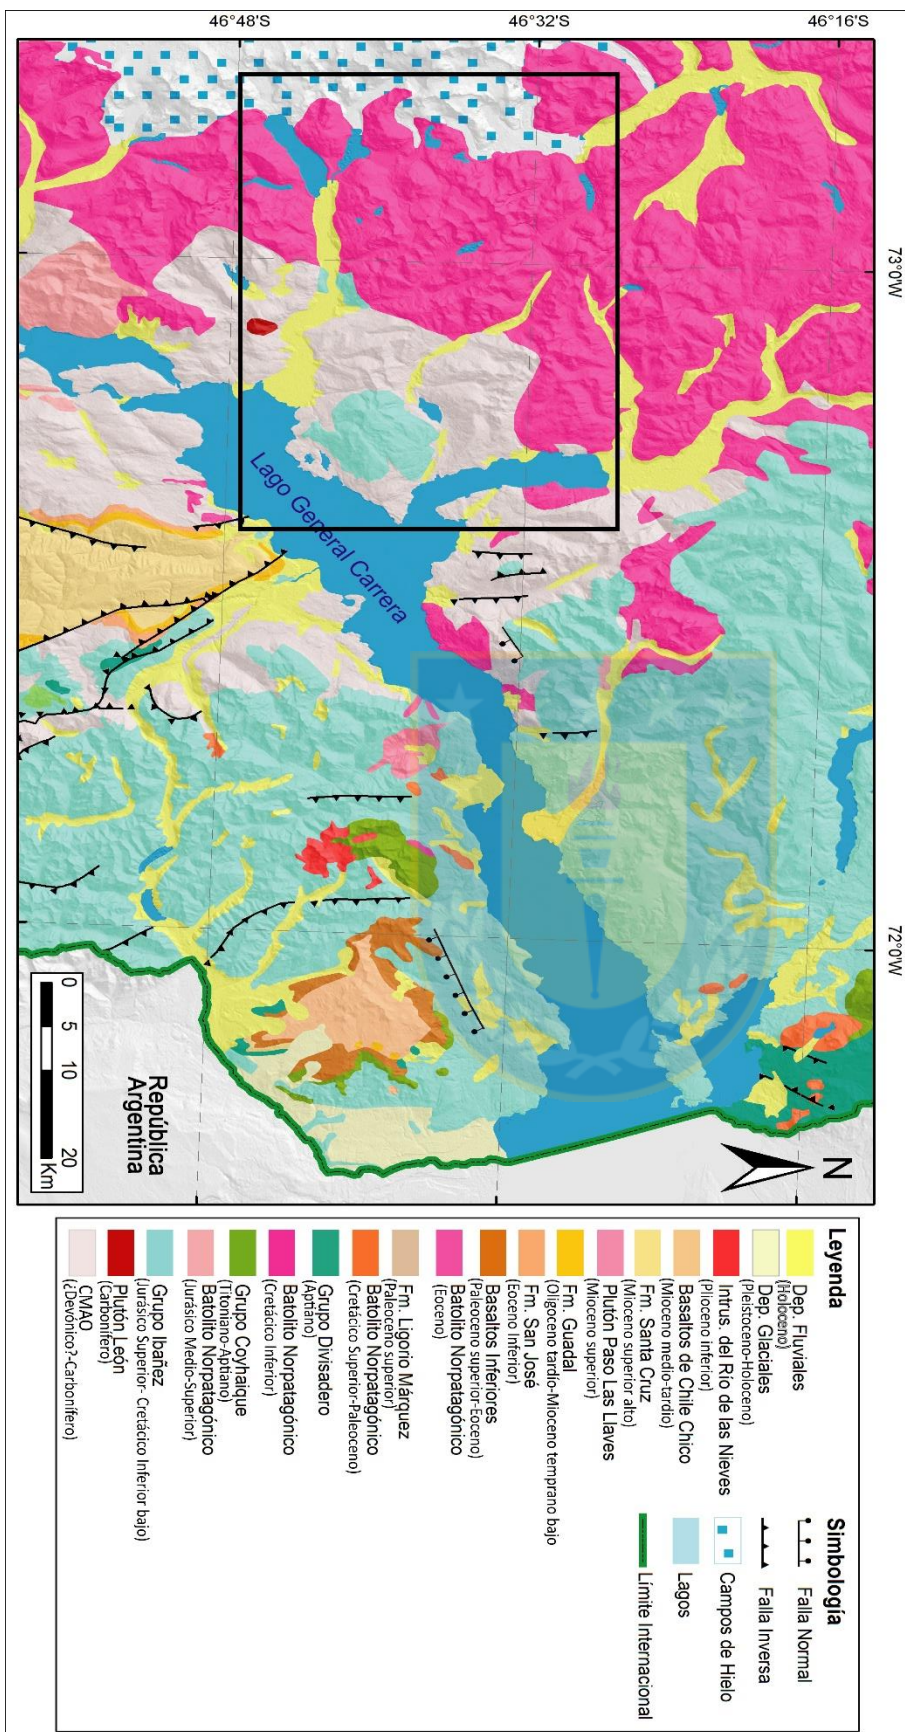 46°48'S
46°32'S
46°16'S
73°0'W
72°0'W
Lago General Carrera
República
Argentina
N
0 5 10 20
Km
Leyenda
Dep. Fluviales
(Holoceno)
Dep. Glaciales
(Pleistoceno-Holoceno)
Intrus. del Río de las Nieves
(Plioceno inferior)
Basaltos de Chile Chico
(Mioceno medio-tardío)
Fm. Santa Cruz
(Mioceno superior alto)
Plutón Paso Las Llaves
(Mioceno superior)
Fm. Guadal
(Oligoceno tardío-Mioceno temprano bajo
Fm. San José
(Eoceno Inferior)
Basaltos Inferiores
(Paleoceno superior-Eoceno)
Batolito Norpatagónico
(Eoceno)
Fm. Ligorio Márquez
(Paleoceno superior)
Batolito Norpatagónico
(Cretácico Superior-Paleoceno)
Grupo Divisadero
(Aptiano)
Batolito Norpatagónico
(Cretácico Inferior)
Grupo Coyhaique
(Titoniano-Aptiano)
Batolito Norpatagónico
(Jurásico Medio-Superior)
Grupo Ibañez
(Jurásico Superior- Cretácico Inferior bajo)
Plutón León
(Carbonífero)
CMAO
(¿Devónico?-Carbonífero)
Simbología
Falla Normal
Falla Inversa
Campos de Hielo
Lagos
Límite Internacional